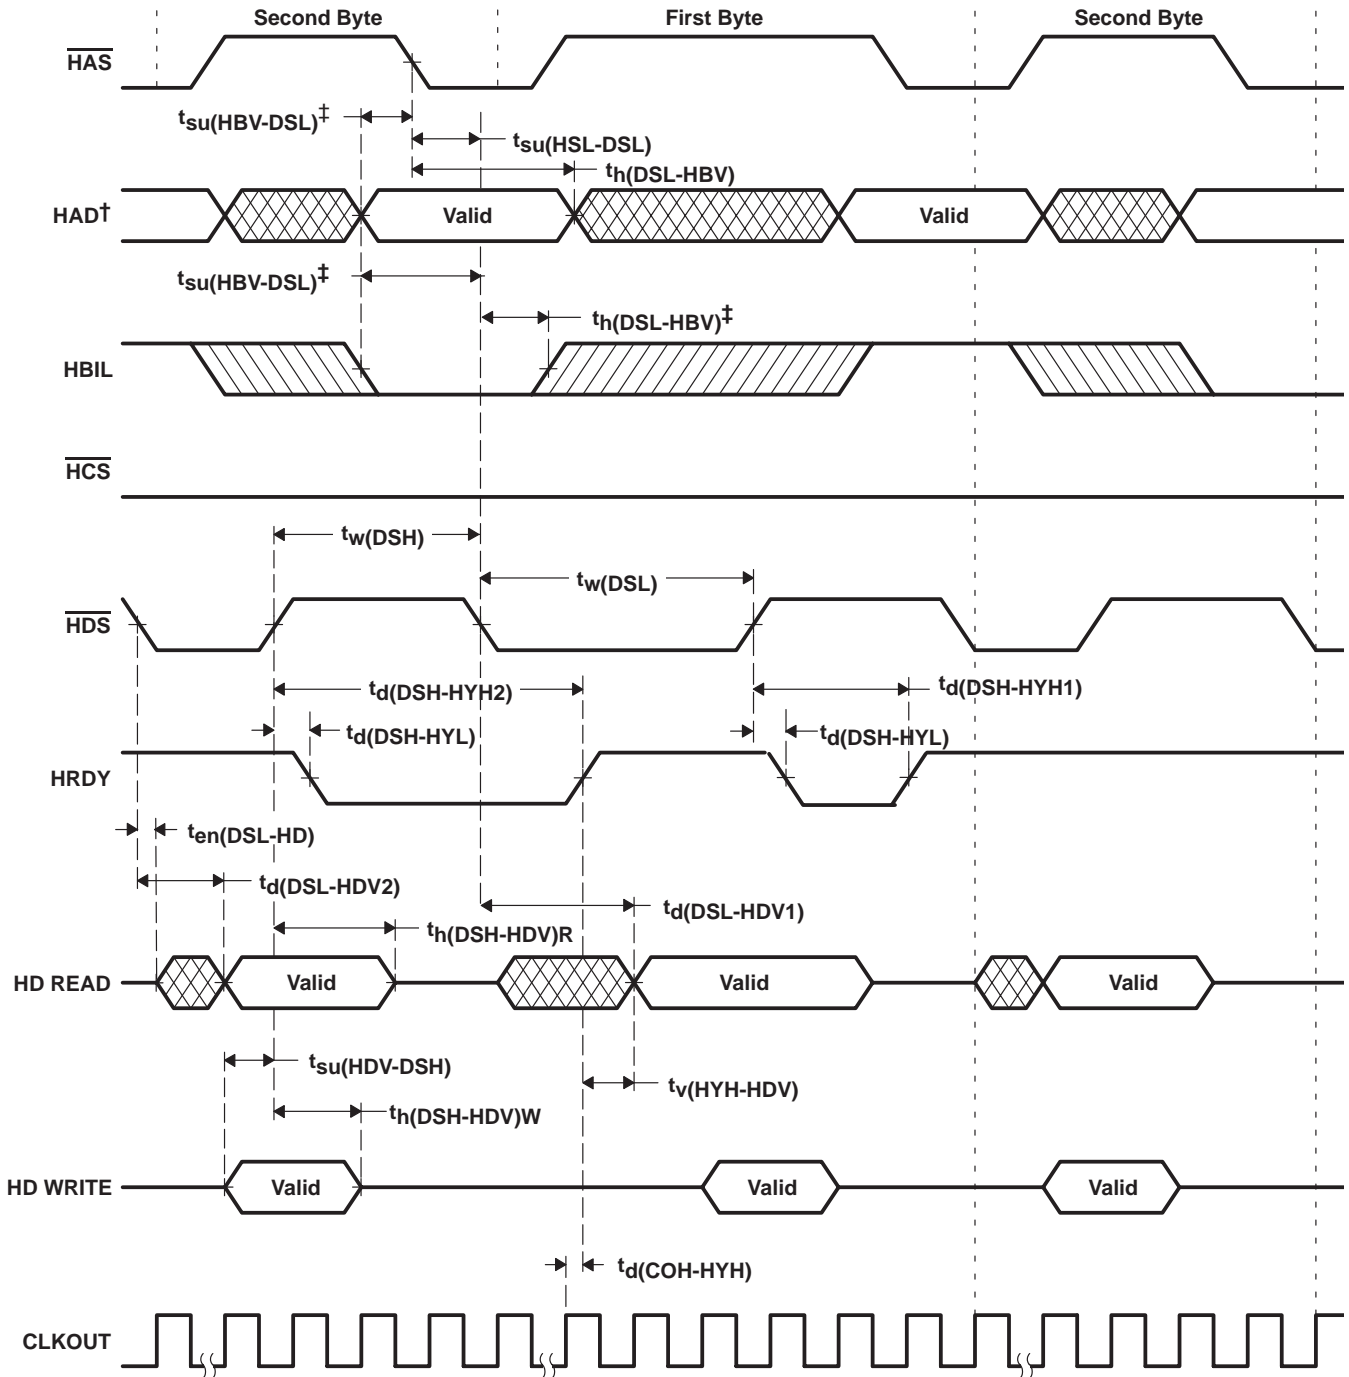 Second Byte First Byte Second Byte
HAS
tsu(HBV-DSL)‡
tsu(HSL-DSL)
th(DSL-HBV)
HAD† Valid Valid
tsu(HBV-DSL)‡
th(DSL-HBV)‡
HBIL
HCS
tw(DSH)
tw(DSL)
HDS
td(DSH-HYH2) td(DSH-HYH1)
td(DSH-HYL) td(DSH-HYL)
HRDY
ten(DSL-HD)
td(DSL-HDV2)
td(DSL-HDV1)
th(DSH-HDV)R
HD READ Valid Valid Valid
tsu(HDV-DSH)
tv(HYH-HDV)
th(DSH-HDV)W
HD WRITE Valid Valid Valid
td(COH-HYH)
CLKOUT